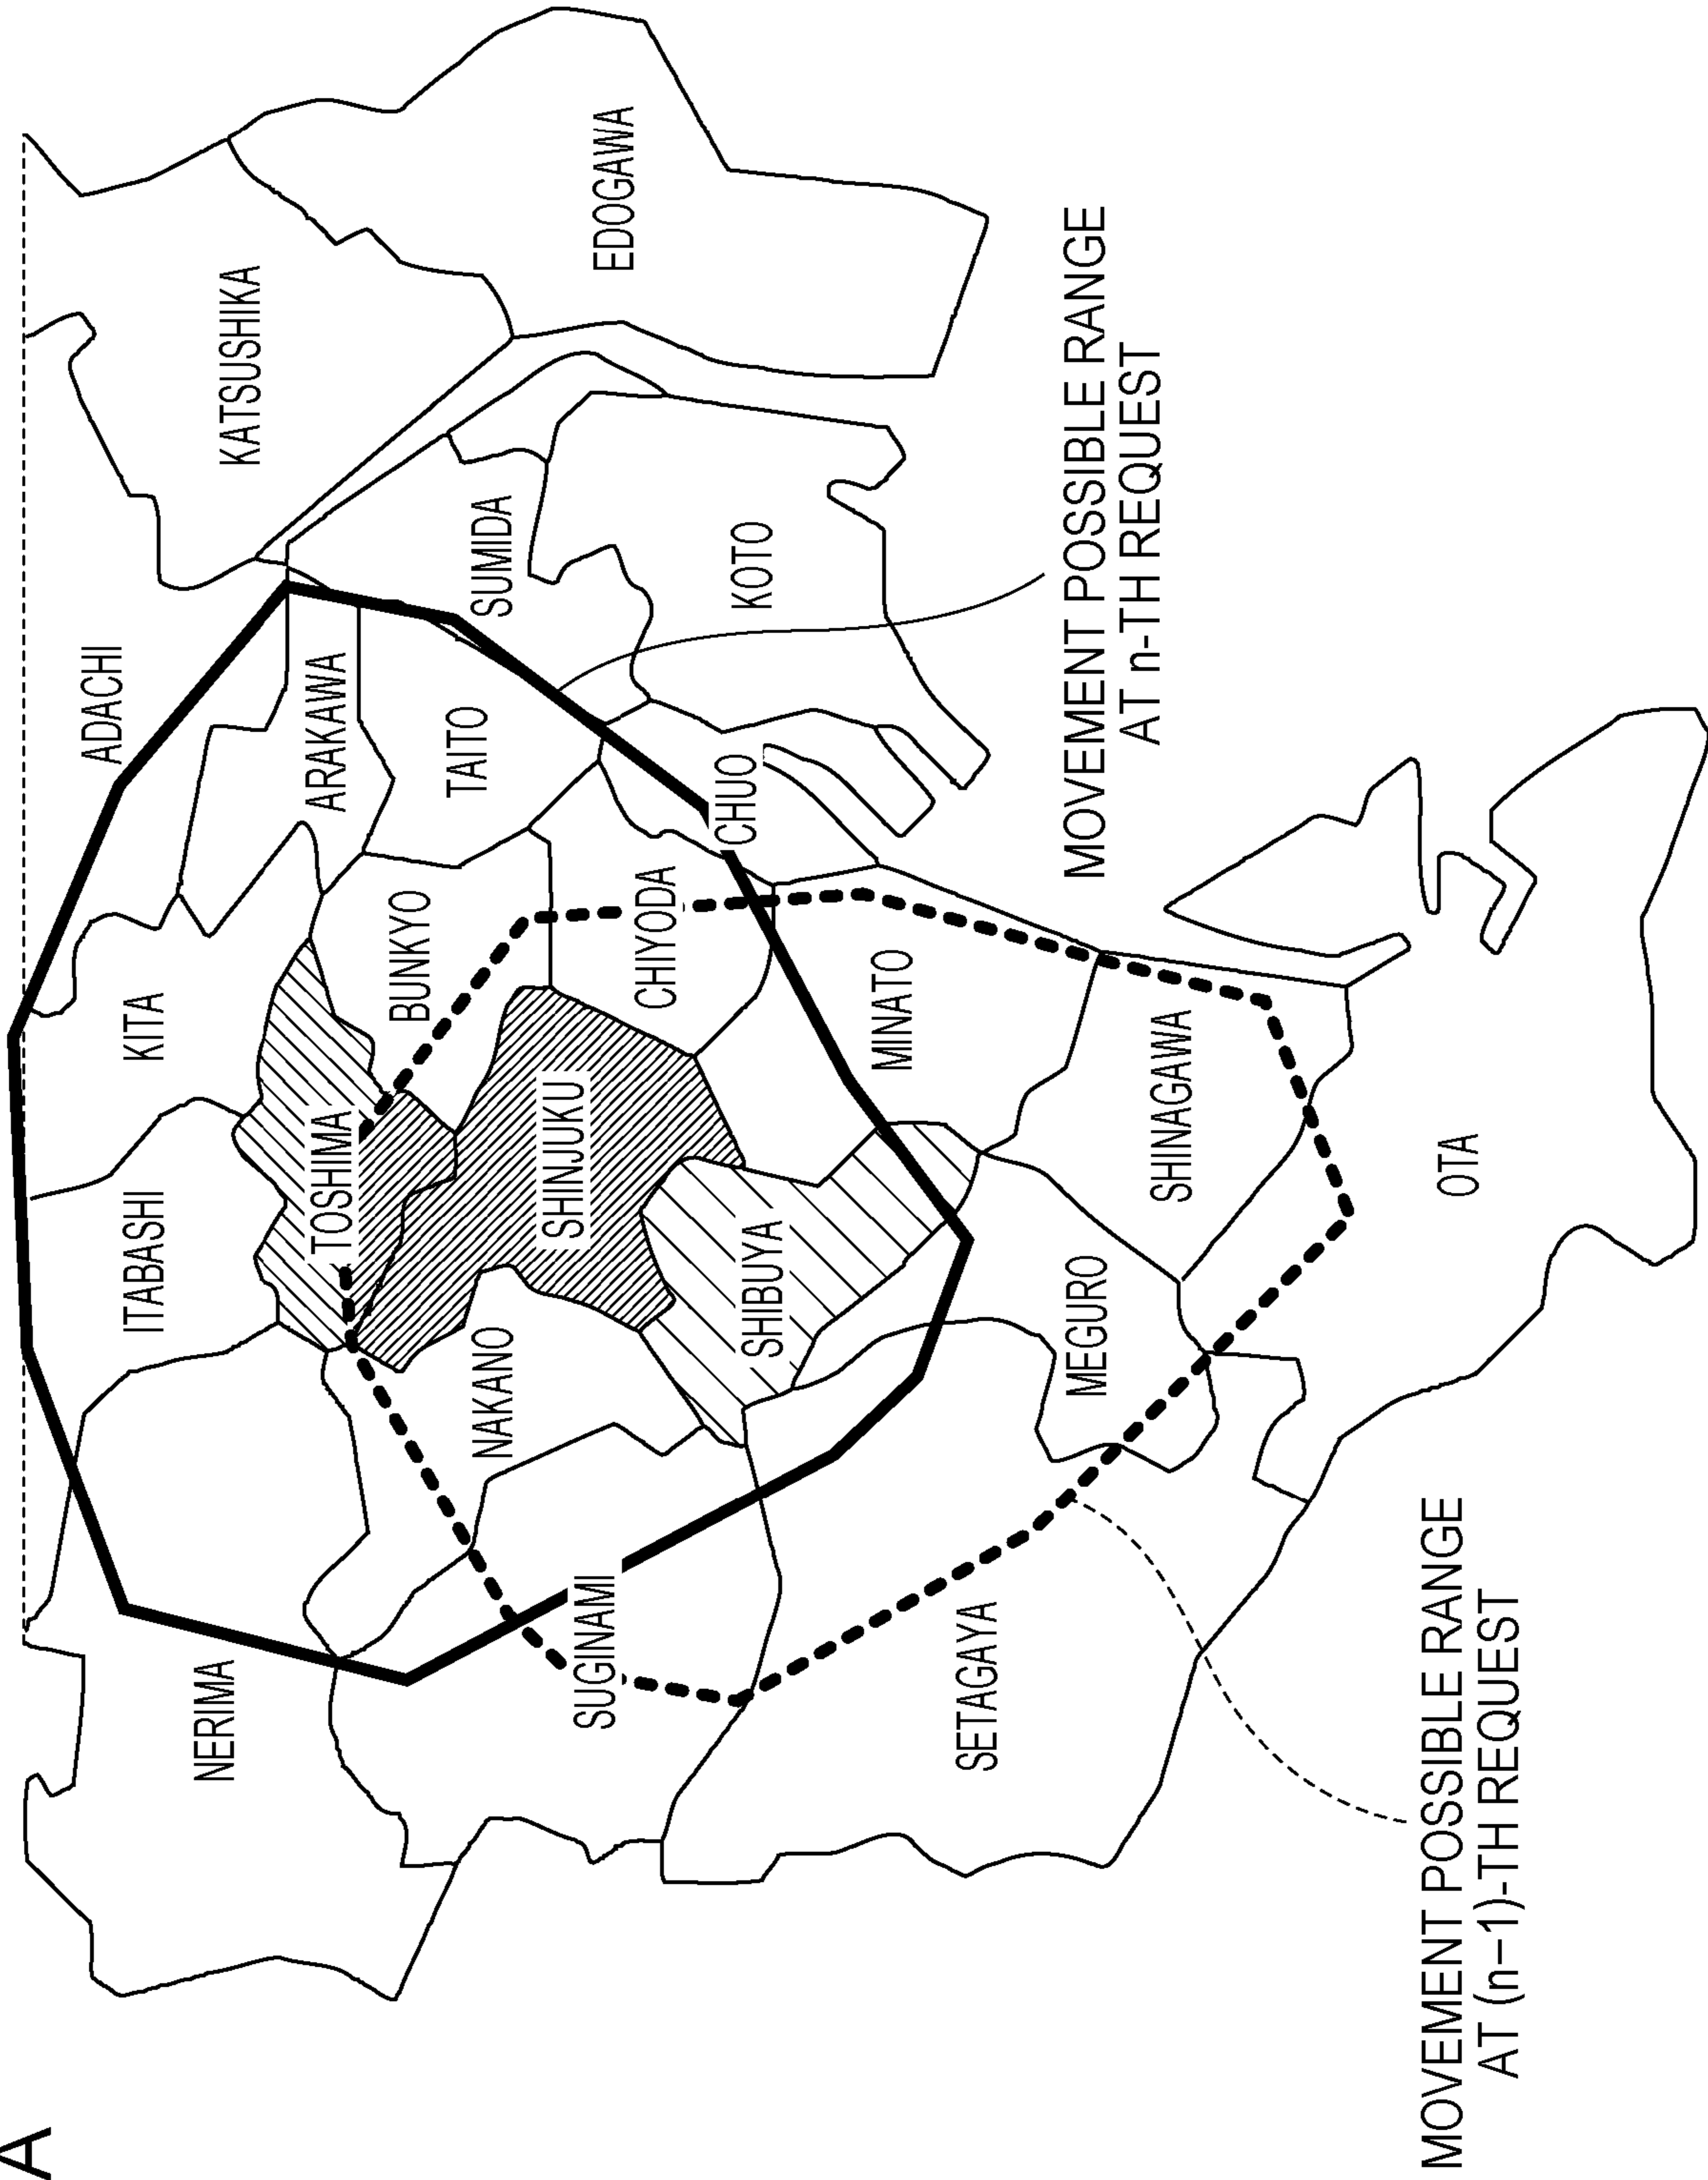 A
NERIMA
ITABASHI
KITA
ADACHI
KATSUSHIKA
TOSHIMA
ARAKAWA
NAKANO
BUNKYO
TAITO
SUMIDA
EDOGAWA
SUGINAMI
SHINJUKU
CHIYODA
KOTO
SHIBUYA
CHUO
SETAGAYA
MINATO
MEGURO
SHINAGAWA
OTA
MOVEMENT POSSIBLE RANGE
AT n-TH REQUEST
MOVEMENT POSSIBLE RANGE
AT (n−1)-TH REQUEST